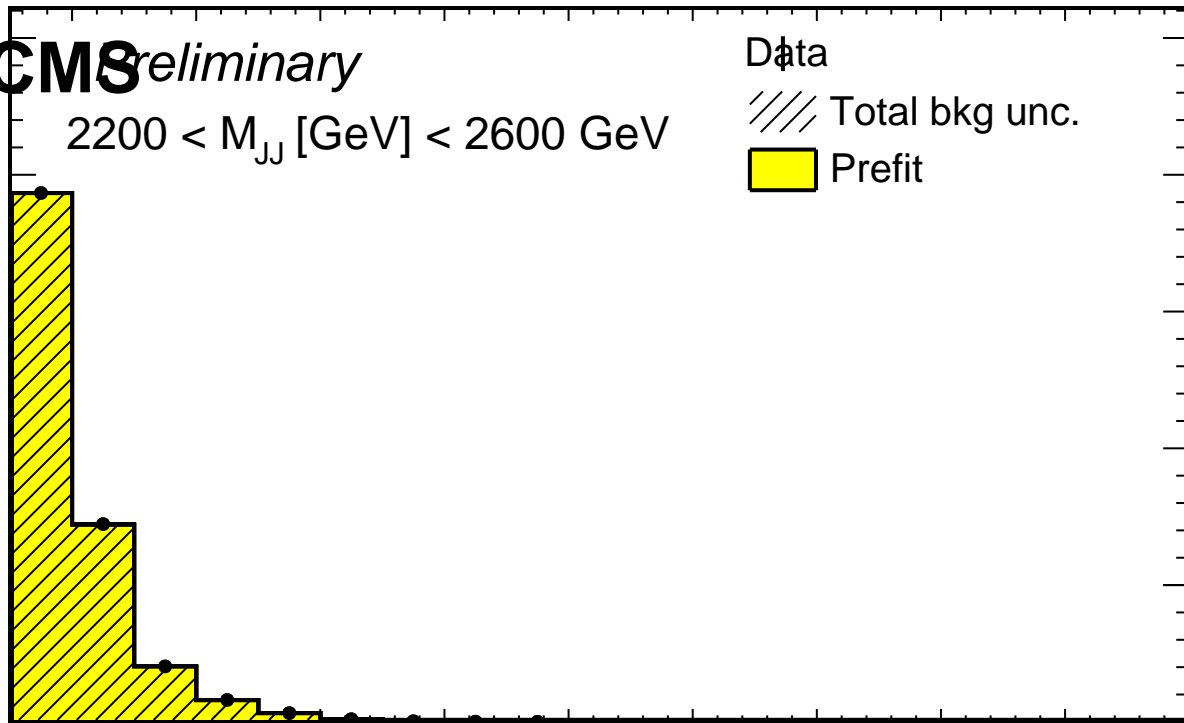 CMS Preliminary
2200 < M_JJ [GeV] < 2600 GeV
Data
Total bkg unc.
Prefit